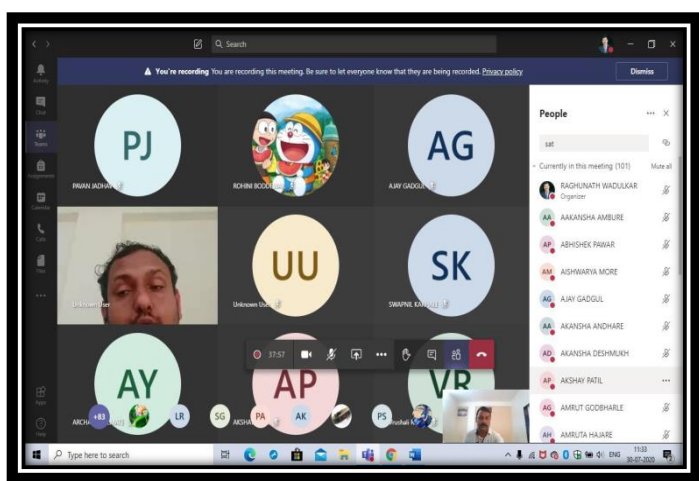 Search
You're recording You are recording this meeting. Be sure to let everyone know that they are being recorded. Privacy policy
Dismiss
Activity
Chat
Teams
Assignments
Calendar
Calls
Files
Apps
Help
PJ
PAVAN JADHAV
ROHINI
AG
AJAY GADGUL
Unknown User
UU
Unknown User
SK
SWAPNIL
37:57
AY
AP
VR
+83
LR
SG
PA
AK
PS
People
sat
Currently in this meeting (101)
Mute all
RAGHUNATH WADULKAR
Organizer
AA AAKANSHA AMBURE
AP ABHISHEK PAWAR
AM AISHWARYA MORE
AG AJAY GADGUL
AA AKANSHA ANDHARE
AD AKANSHA DESHMUKH
AP AKSHAY PATIL
AG AMRUT GODBHARLE
AH AMRUTA HAJARE
Type here to search
ENG
11:33
30-07-2020